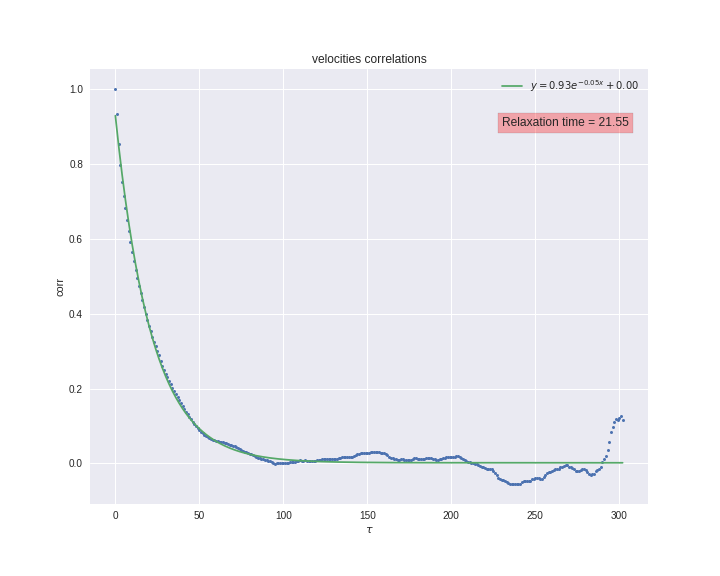 velocities correlations
y = 0.93e^{-0.05x} + 0.00
Relaxation time = 21.55
1.0
0.8
0.6
0.4
0.2
0.0
corr
0 50 100 150 200 250 300
τ